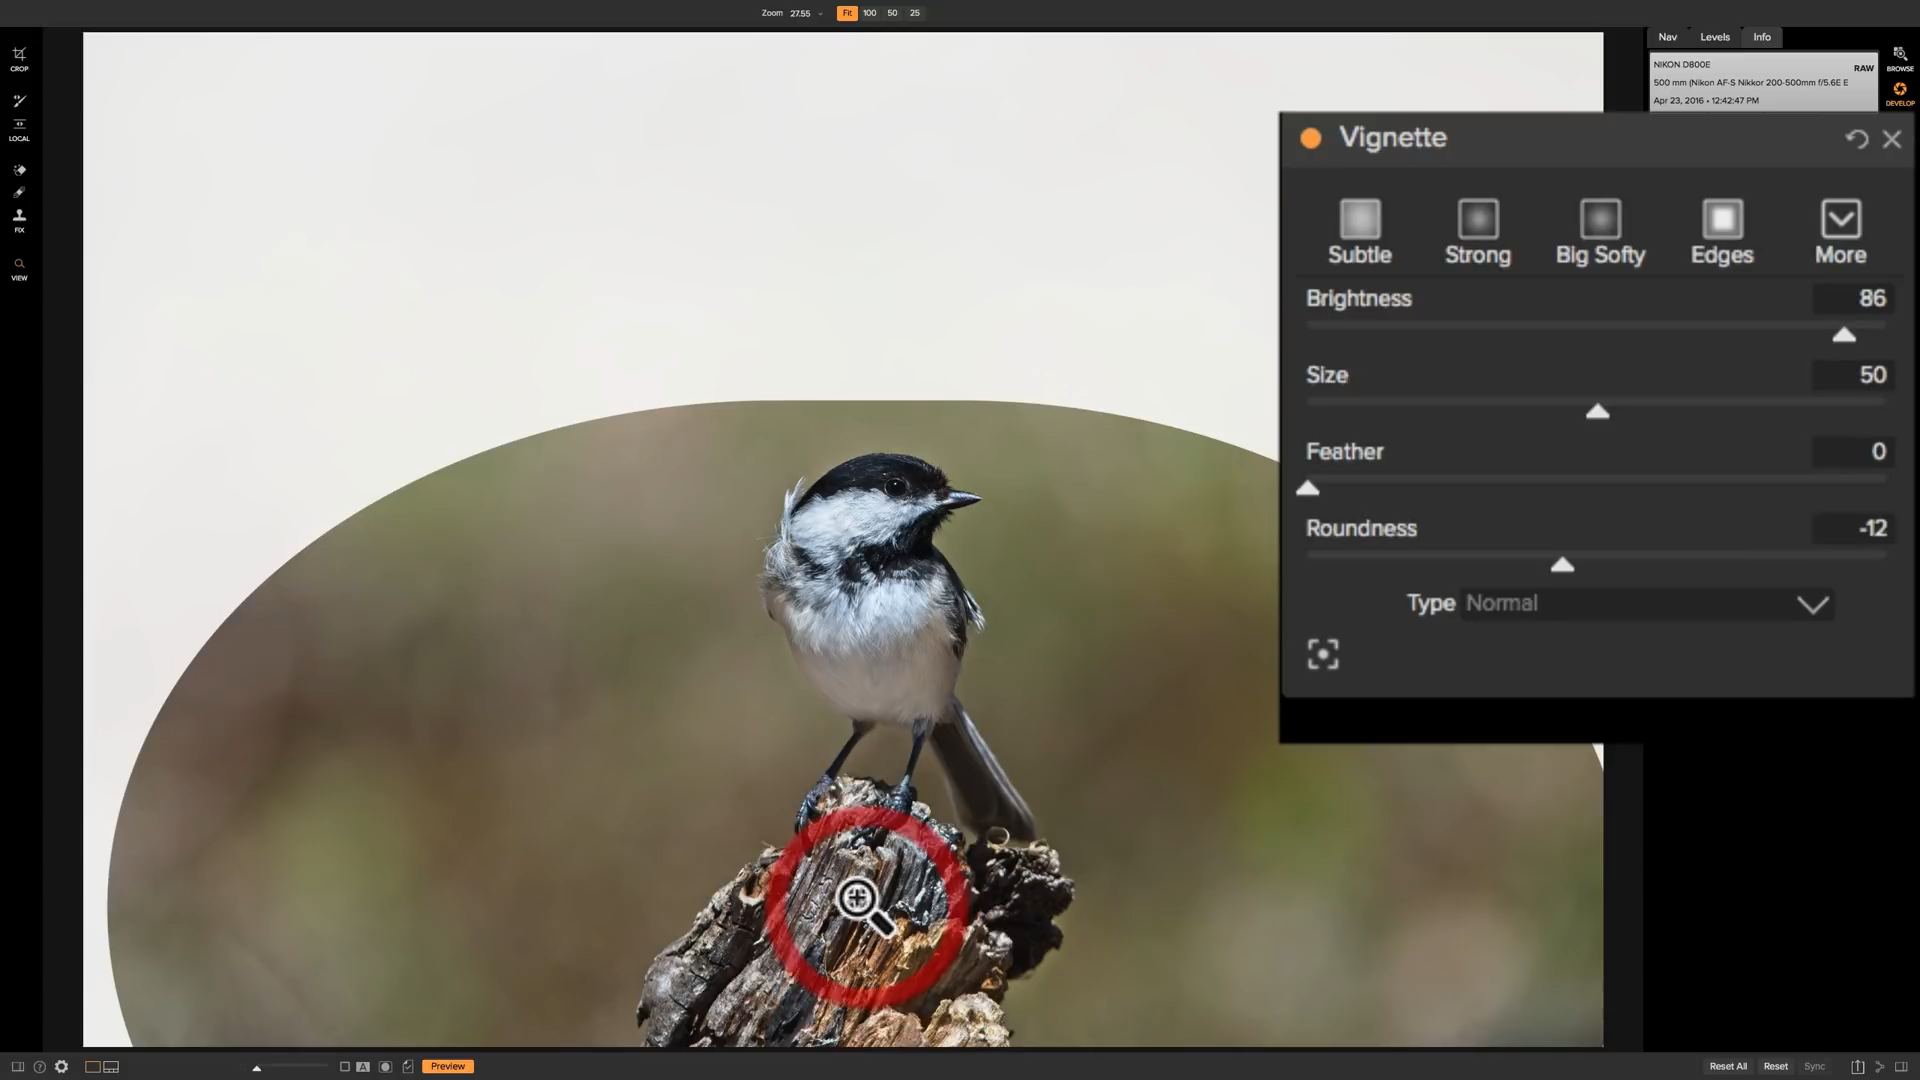 Zoom 27.55 Fit 100 50 25
Nav Levels Info
CROP
LOCAL
FIX
VIEW
NIKON D800E RAW
500 mm (Nikon AF-S Nikkor 200-500mm f/5.6E E
Apr 23, 2016 • 12:42:47 PM
BROWSE
DEVELOP
Vignette
Subtle Strong Big Softy Edges More
Brightness 86
Size 50
Feather 0
Roundness -12
Type Normal
? A Preview
Reset All Reset Sync